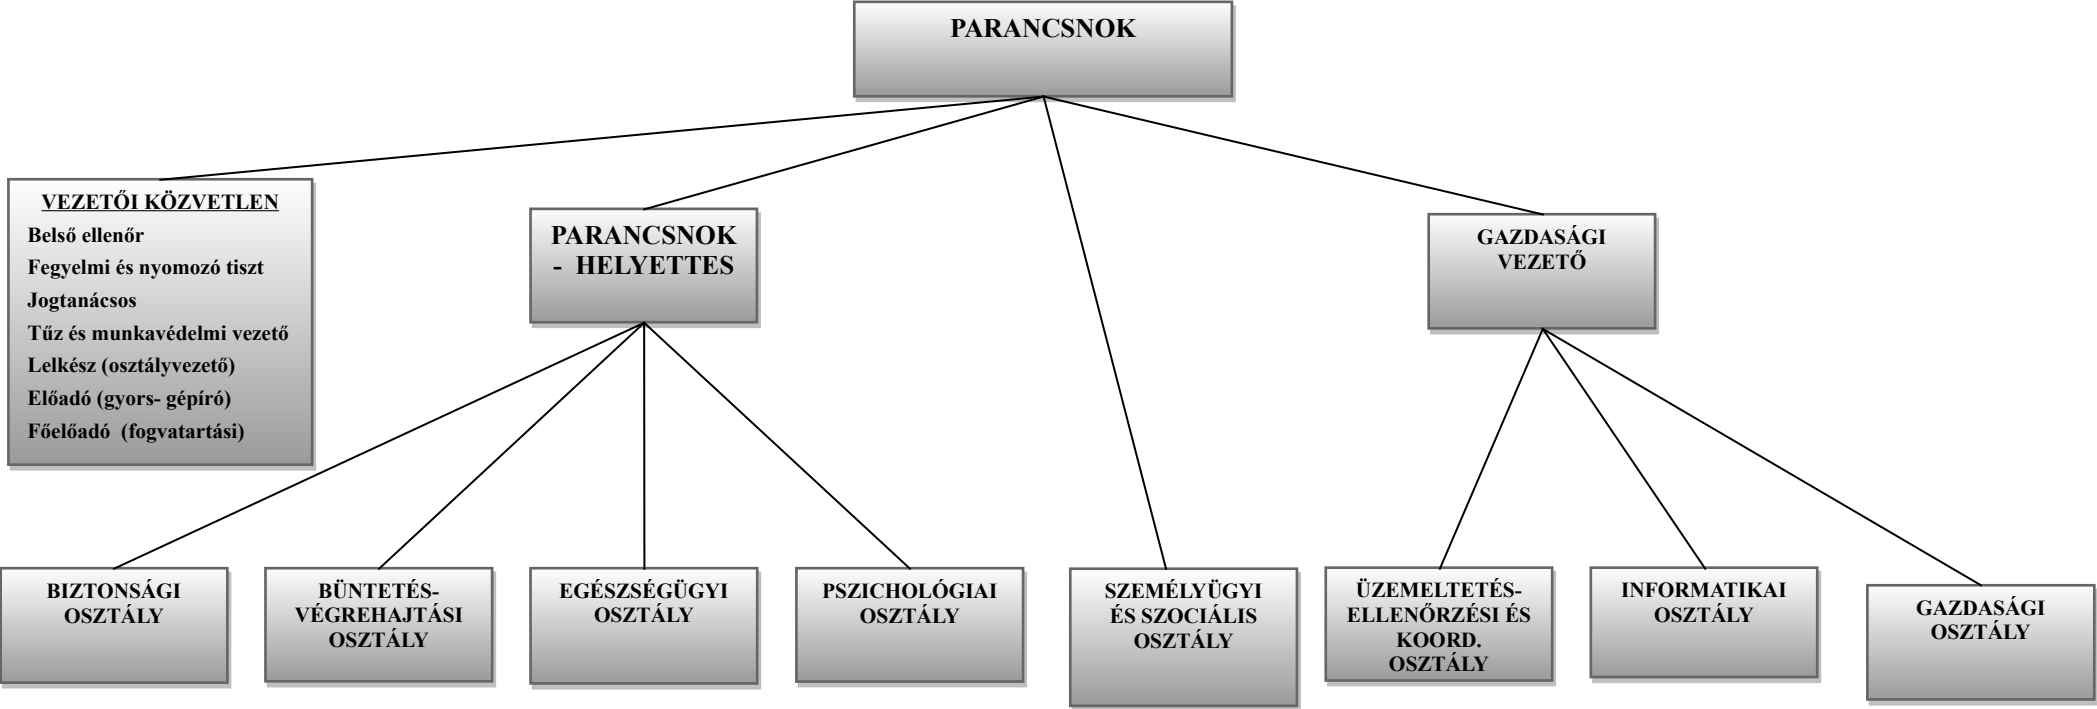 PARANCSNOK
VEZETŐI KÖZVETLEN
Belső ellenőr
Fegyelmi és nyomozó tiszt
Jogtanácsos
Tűz és munkavédelmi vezető
Lelkész (osztályvezető)
Előadó (gyors- gépíró)
Főelőadó  (fogvatartási)
PARANCSNOK
-  HELYETTES
GAZDASÁGI
VEZETŐ
BIZTONSÁGI
OSZTÁLY
BÜNTETÉS-
VÉGREHAJTÁSI
OSZTÁLY
EGÉSZSÉGÜGYI
OSZTÁLY
PSZICHOLÓGIAI
OSZTÁLY
SZEMÉLYÜGYI
ÉS SZOCIÁLIS
OSZTÁLY
ÜZEMELTETÉS-
ELLENŐRZÉSI ÉS
KOORD.
OSZTÁLY
INFORMATIKAI
OSZTÁLY
GAZDASÁGI
OSZTÁLY